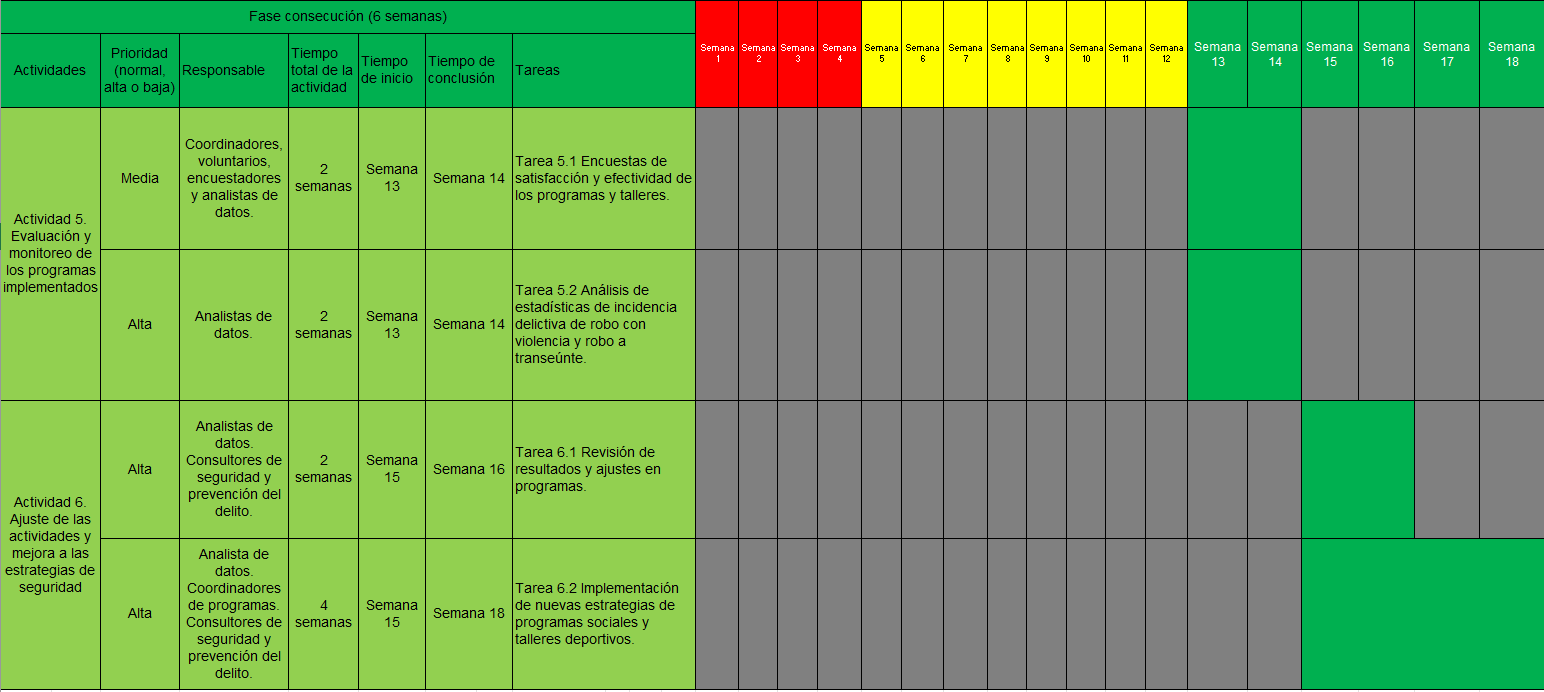 Fase consecución (6 semanas)
Actividades
Prioridad
(normal,
alta o baja)
Responsable
Tiempo
total de la
actividad
Tiempo
de inicio
Tiempo de
conclusión
Tareas
Semana
1
Semana
2
Semana
3
Semana
4
Semana
5
Semana
6
Semana
7
Semana
8
Semana
9
Semana
10
Semana
11
Semana
12
Semana
13
Semana
14
Semana
15
Semana
16
Semana
17
Semana
18
Actividad 5.
Evaluación y
monitoreo de
los programas
implementados
Media
Coordinadores,
voluntarios,
encuestadores
y analistas de
datos.
2
semanas
Semana
13
Semana 14
Tarea 5.1 Encuestas de
satisfacción y efectividad de
los programas y talleres.
Alta
Analistas de
datos.
2
semanas
Semana
13
Semana 14
Tarea 5.2 Análisis de
estadísticas de incidencia
delictiva de robo con
violencia y robo a
transeúnte.
Actividad 6.
Ajuste de las
actividades y
mejora a las
estrategias de
seguridad
Alta
Analistas de
datos.
Consultores de
seguridad y
prevención del
delito.
2
semanas
Semana
15
Semana 16
Tarea 6.1 Revisión de
resultados y ajustes en
programas.
Alta
Analista de
datos.
Coordinadores
de programas.
Consultores de
seguridad y
prevención del
delito.
4
semanas
Semana
15
Semana 18
Tarea 6.2 Implementación
de nuevas estrategias de
programas sociales y
talleres deportivos.